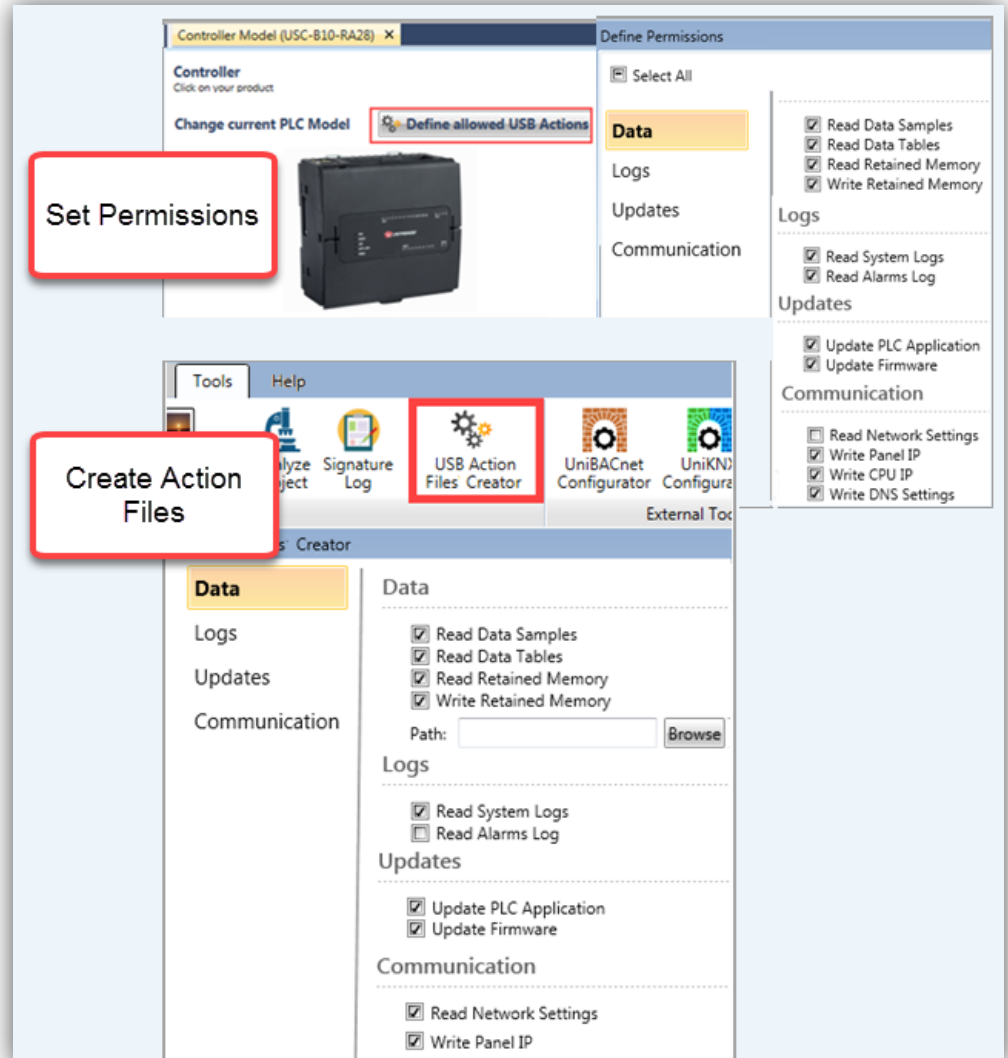 Controller Model (USC-B10-RA28) ×
Controller
Click on your product
Change current PLC Model
Define allowed USB Actions
Set Permissions
Define Permissions
Select All
Data
Logs
Updates
Communication
Read Data Samples
Read Data Tables
Read Retained Memory
Write Retained Memory
Logs
Read System Logs
Read Alarms Log
Updates
Update PLC Application
Update Firmware
Communication
Read Network Settings
Write Panel IP
Write CPU IP
Write DNS Settings
Tools
Help
Signature
Log
USB Action
Files' Creator
UniBACnet
Configurator
External
Create Action
Files
Creator
Data
Logs
Updates
Communication
Data
Read Data Samples
Read Data Tables
Read Retained Memory
Write Retained Memory
Path:
Browse
Logs
Read System Logs
Read Alarms Log
Updates
Update PLC Application
Update Firmware
Communication
Read Network Settings
Write Panel IP